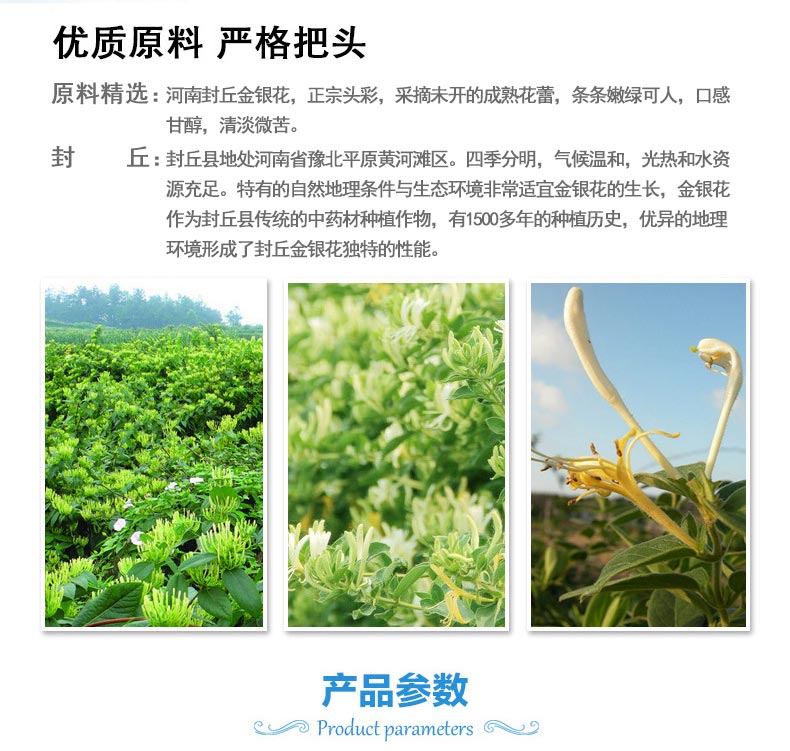 优质原料 严格把头
原料精选：河南封丘金银花，正宗头彩，采摘未开的成熟花蕾，条条嫩绿可人，口感
甘醇，清淡微苦。
封 丘：封丘县地处河南省豫北平原黄河滩区。四季分明，气候温和，光热和水资
源充足。特有的自然地理条件与生态环境非常适宜金银花的生长，金银花
作为封丘县传统的中药材种植作物，有1500多年的种植历史，优异的地理
环境形成了封丘金银花独特的性能。
产品参数
Product parameters